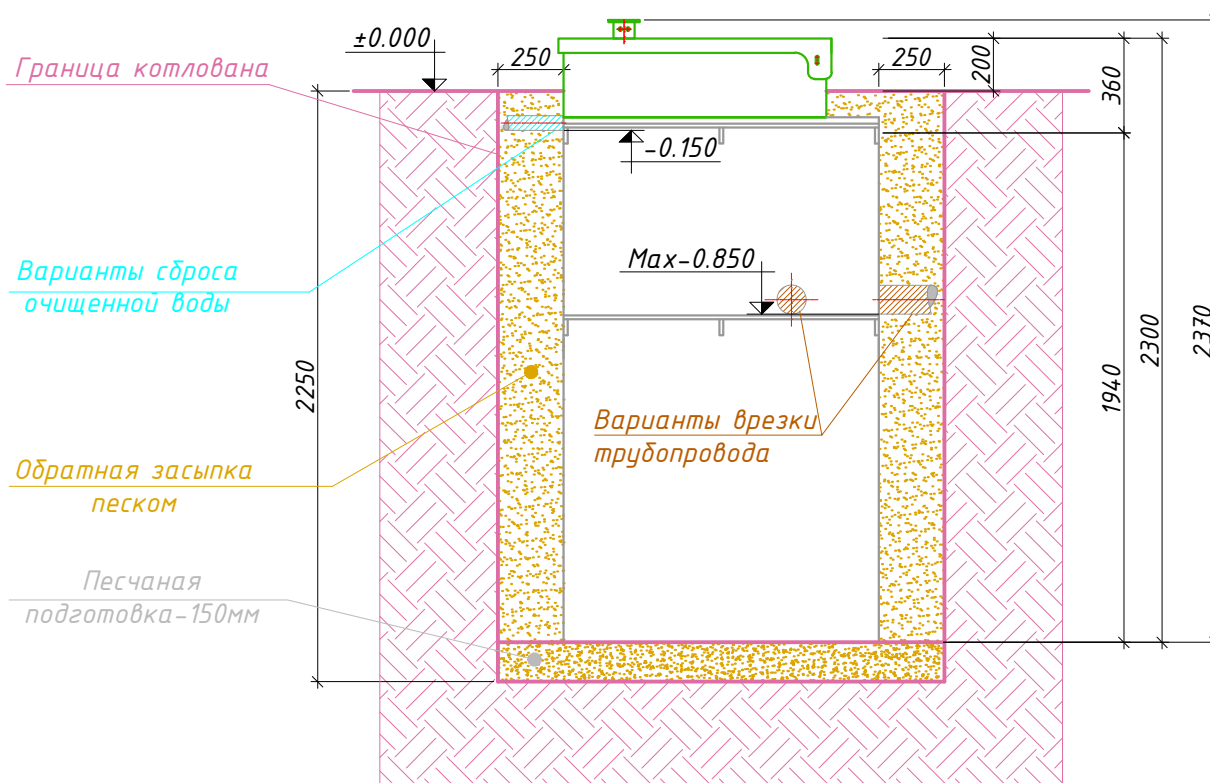 ±0.000
Граница котлована
250
250
200
360
-0.150
Варианты сброса
очищенной воды
Max-0.850
2250
2300
2370
1940
Варианты врезки
трубопровода
Обратная засыпка
песком
Песчаная
подготовка-150мм